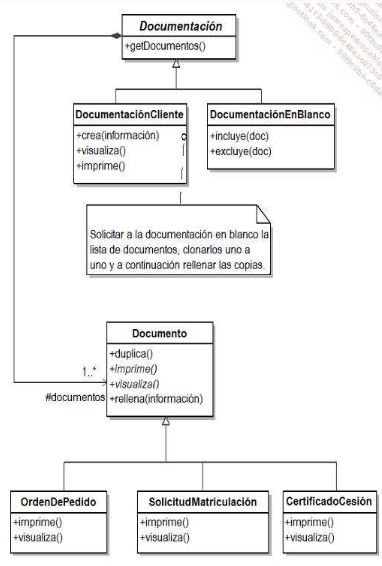 Documentación
+getDocumentos()
DocumentaciónCliente
+crea(información)
+visualiza()
+imprime()
DocumentaciónEnBlanco
+incluye(doc)
+excluye(doc)
Solicitar a la documentación en blanco la
lista de documentos, clonarlos uno a
uno y a continuación rellenar las copias.
Documento
+duplica()
+imprime()
+visualiza()
+rellena(información)
1..*
#documentos
OrdenDePedido
+imprime()
+visualiza()
SolicitudMatriculación
+imprime()
+visualiza()
CertificadoCesión
+imprime()
+visualiza()